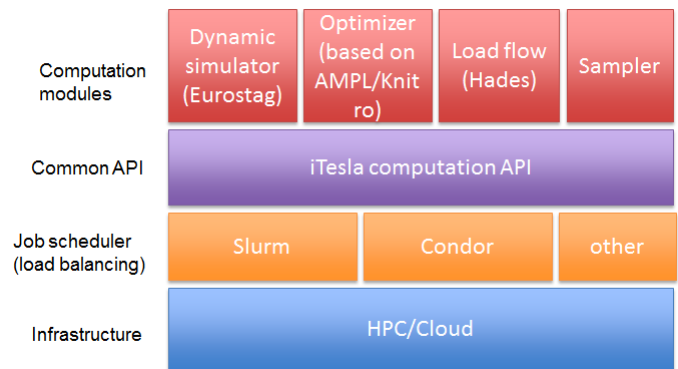 Computation
modules
Dynamic
simulator
(Eurostag)
Optimizer
(based on
AMPL/Knit
ro)
Load flow
(Hades)
Sampler
Common API
iTesla computation API
Job scheduler
(load balancing)
Slurm
Condor
other
Infrastructure
HPC/Cloud